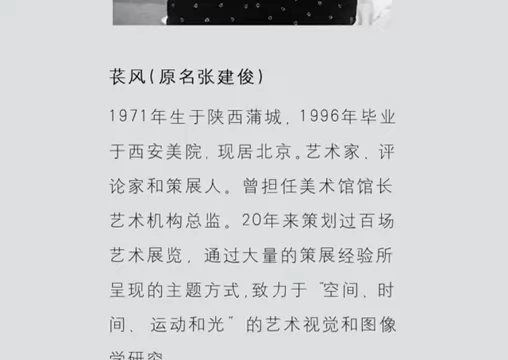 苌风(原名张建俊)
1971年生于陕西蒲城，1996年毕业
于西安美院，现居北京。艺术家、评
论家和策展人。曾担任美术馆馆长
艺术机构总监。20年来策划过百场
艺术展览，通过大量的策展经验所
呈现的主题方式，致力于“空间、时
间、运动和光”的艺术视觉和图像
学研究